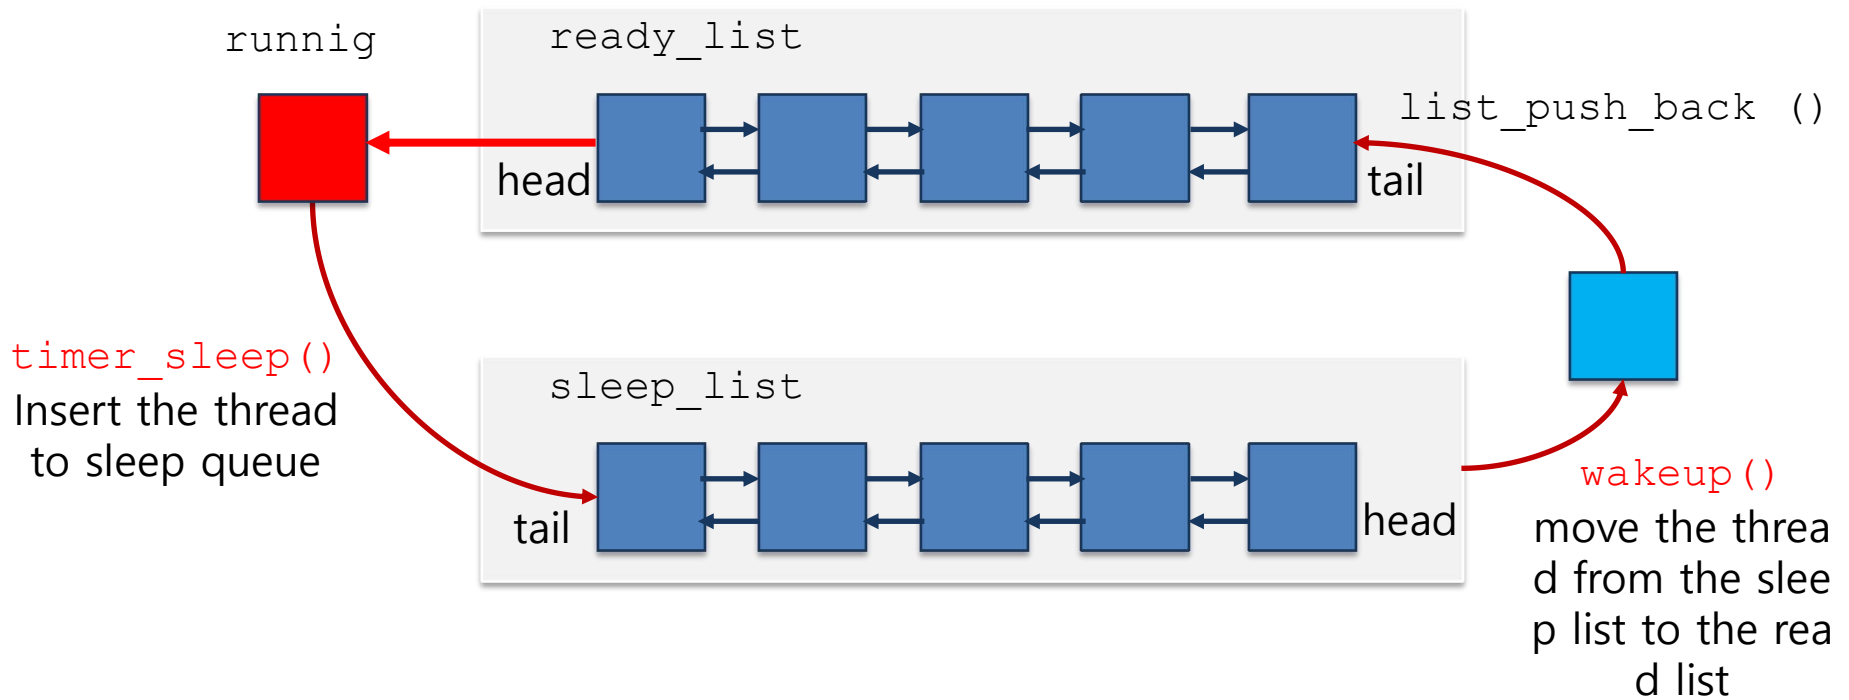 runnig
ready_list
list_push_back ()
head
tail
timer_sleep()
Insert the thread
to sleep queue
sleep_list
tail
head
wakeup()
move the threa
d from the slee
p list to the rea
d list